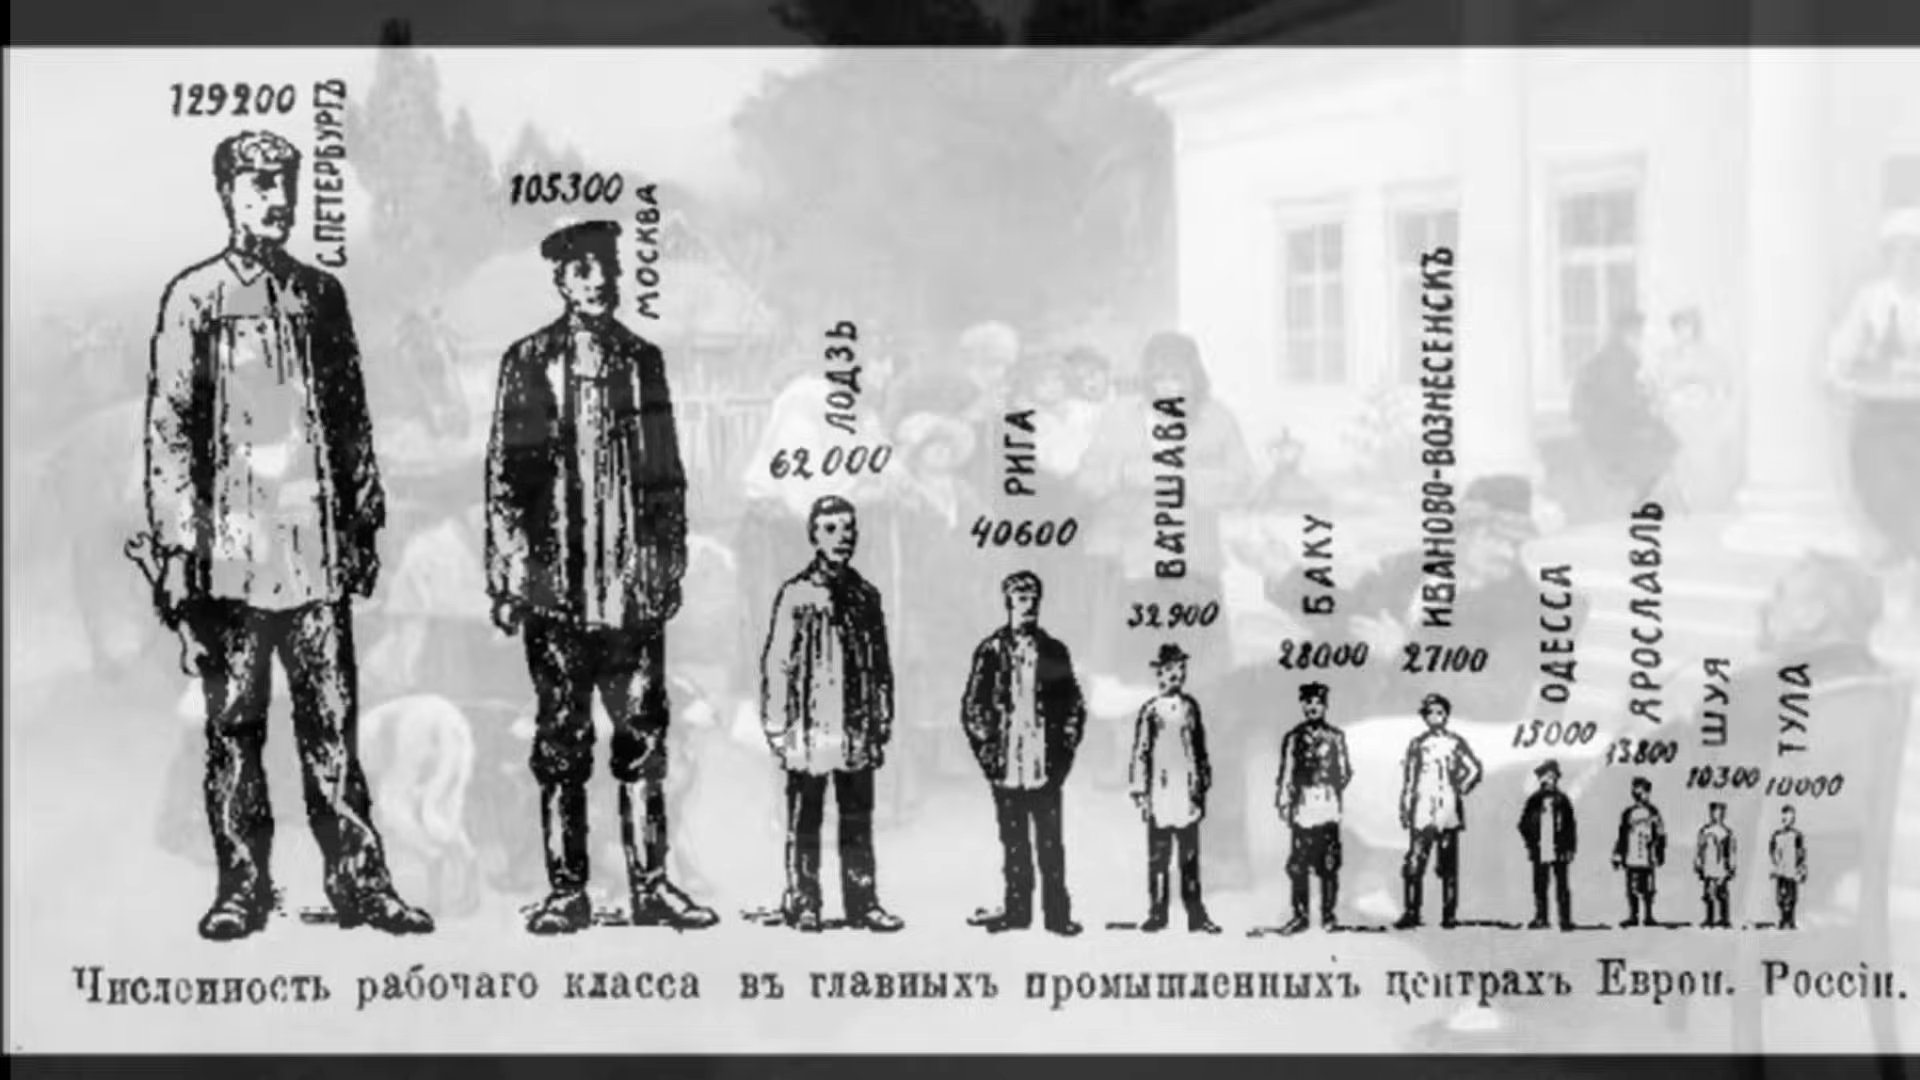 129200
С.ПЕТЕРБУРГЪ
105300
МОСКВА
ЛОДЗЬ
62000
РИГА
40600
ВАРШАВА
32900
БАКУ
28000
ИВАНОВО-ВОЗНЕСЕНСКЪ
27100
ОДЕССА
15000
ЯРОСЛАВЛЬ
13800
ШУЯ
10300
ТУЛА
10000
Численность рабочаго класса въ главныхъ промышленныхъ центрахъ Европ. Россіи.